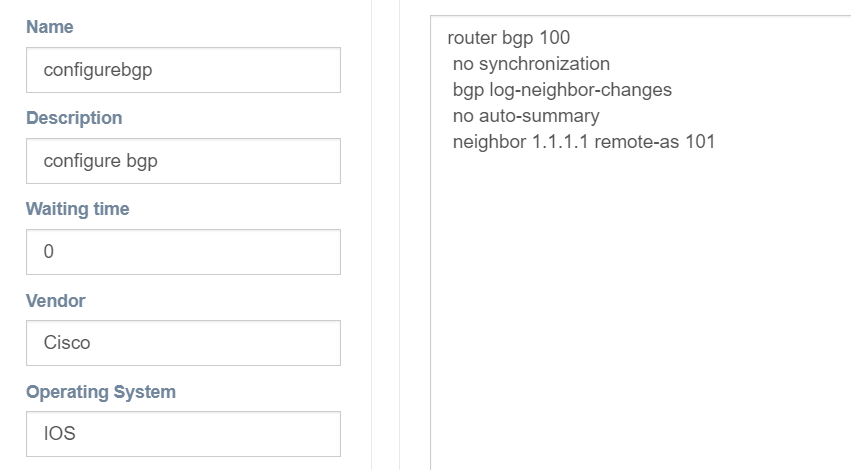 Name
configurebgp
Description
configure bgp
Waiting time
0
Vendor
Cisco
Operating System
IOS
router bgp 100
no synchronization
bgp log-neighbor-changes
no auto-summary
neighbor 1.1.1.1 remote-as 101